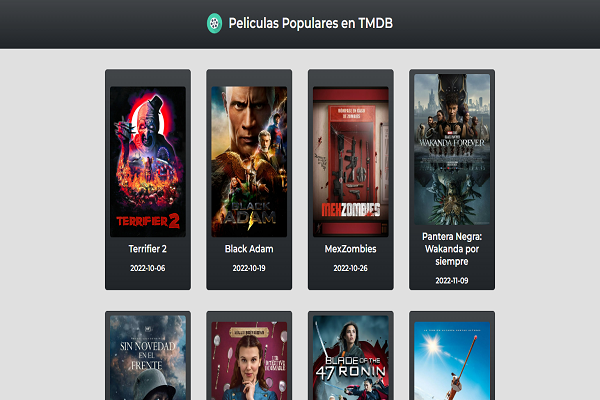 Peliculas Populares en TMDB
TERRIFIER 2
BLACK
ADAM
MEXZOMBIES
WAKANDA FOREVER
Terrifier 2
Black Adam
MexZombies
Pantera Negra:
Wakanda por
siempre
2022-10-06
2022-10-19
2022-10-26
2022-11-09
SIN NOVEDAD
EN EL
FRENTE
BLADE OF THE
47 RONIN